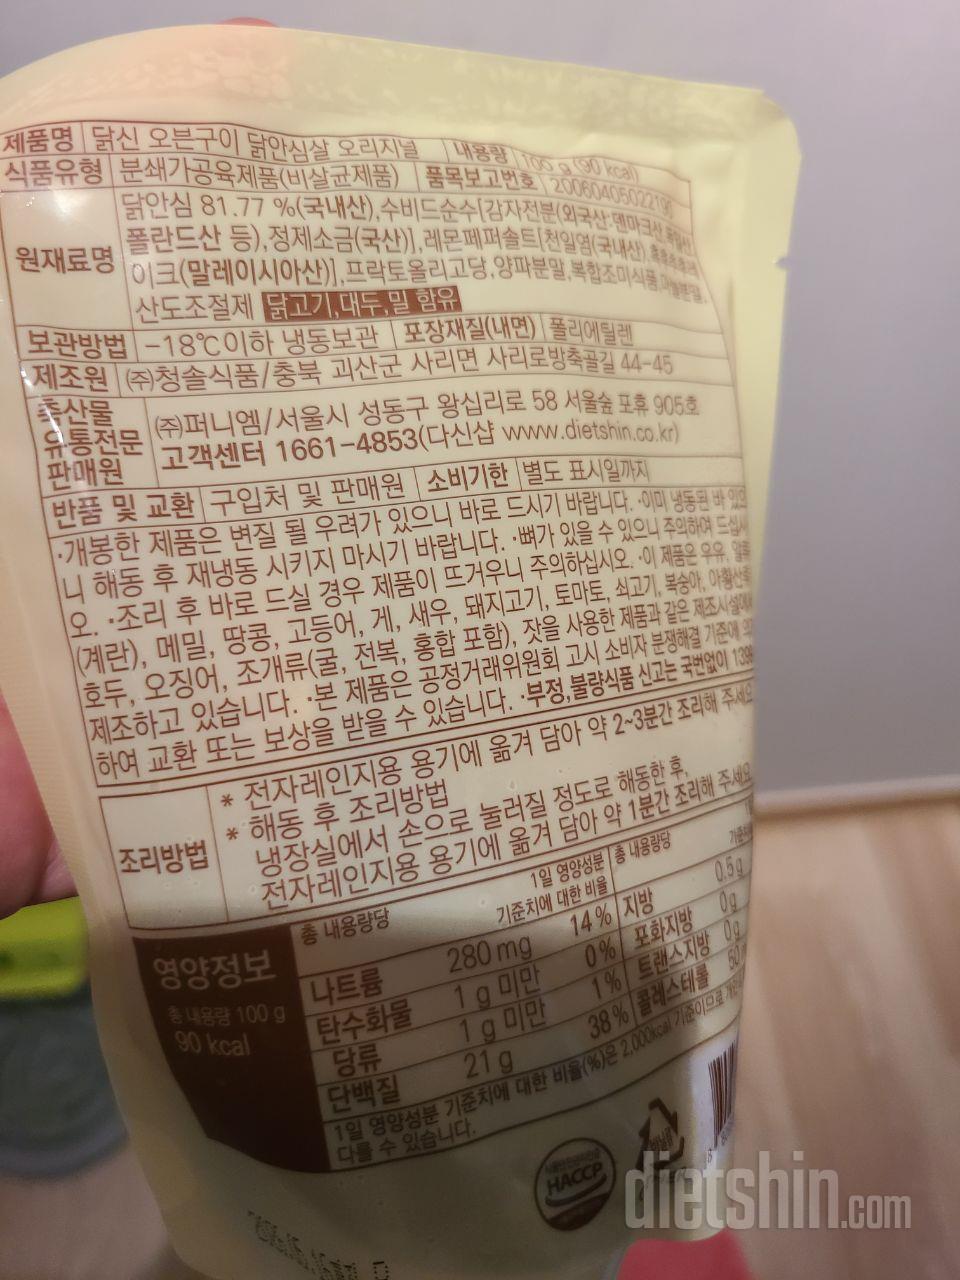 제품명 닭신 오븐구이 닭안심살 오리지널 내용량 100 g (90 kcal)
식품유형 분쇄가공육제품(비살균제품) 품목보고번호
원재료명 닭안심 81.77 %(국내산),수비드순수[감자전분(외국산:덴마크산,독일산,
폴란드산 등),정제소금(국산)],레몬페퍼솔트[천일염(국내산),
이크(말레이시아산)],프락토올리고당,양파분말,복합조미식품,마늘분말,
산도조절제 닭고기,대두,밀 함유
보관방법 -18℃이하 냉동보관 포장재질(내면) 폴리에틸렌
제조원 (주)청솔식품/충북 괴산군 사리면 사리로방축골길 44-45
축산물 유통전문 판매원 (주)퍼니엠/서울시 성동구 왕십리로 58 서울숲 포휴 905호
고객센터 1661-4853(다신샵 www.dietshin.co.kr)
반품 및 교환 구입처 및 판매원 소비기한 별도 표시일까지
·개봉한 제품은 변질 될 우려가 있으니 바로 드시기 바랍니다. ·이미 냉동된 바 있으
니 해동 후 재냉동 시키지 마시기 바랍니다. ·뼈가 있을 수 있으니 주의하여 드십시
오. ·조리 후 바로 드실 경우 제품이 뜨거우니 주의하십시오. ·이 제품은 우유, 알류
(계란), 메밀, 땅콩, 고등어, 게, 새우, 돼지고기, 토마토, 쇠고기, 복숭아, 아황산류,
호두, 오징어, 조개류(굴, 전복, 홍합 포함), 잣을 사용한 제품과 같은 제조시설에서
제조하고 있습니다. ·본 제품은 공정거래위원회 고시 소비자 분쟁해결 기준에 의
하여 교환 또는 보상을 받을 수 있습니다. ·부정,불량식품 신고는 국번없이 1399
조리방법 * 전자레인지용 용기에 옮겨 담아 약 2~3분간 조리해 주세요
* 해동 후 조리방법
냉장실에서 손으로 눌러질 정도로 해동한 후,
전자레인지용 용기에 옮겨 담아 약 1분간 조리해 주세요
영양정보
총 내용량 100 g
90 kcal
총 내용량당 1일 영양성분 기준치에 대한 비율 총 내용량당
나트륨 280 mg 14 % 지방 0.5 g
탄수화물 1 g 미만 0% 포화지방 0 g
당류 1 g 미만 1 % 트랜스지방 0 g
단백질 21 g 38 % 콜레스테롤
1일 영양성분 기준치에 대한 비율(%)은 2,000kcal 기준이므로
다를 수 있습니다.
HACCP
dietshin.com